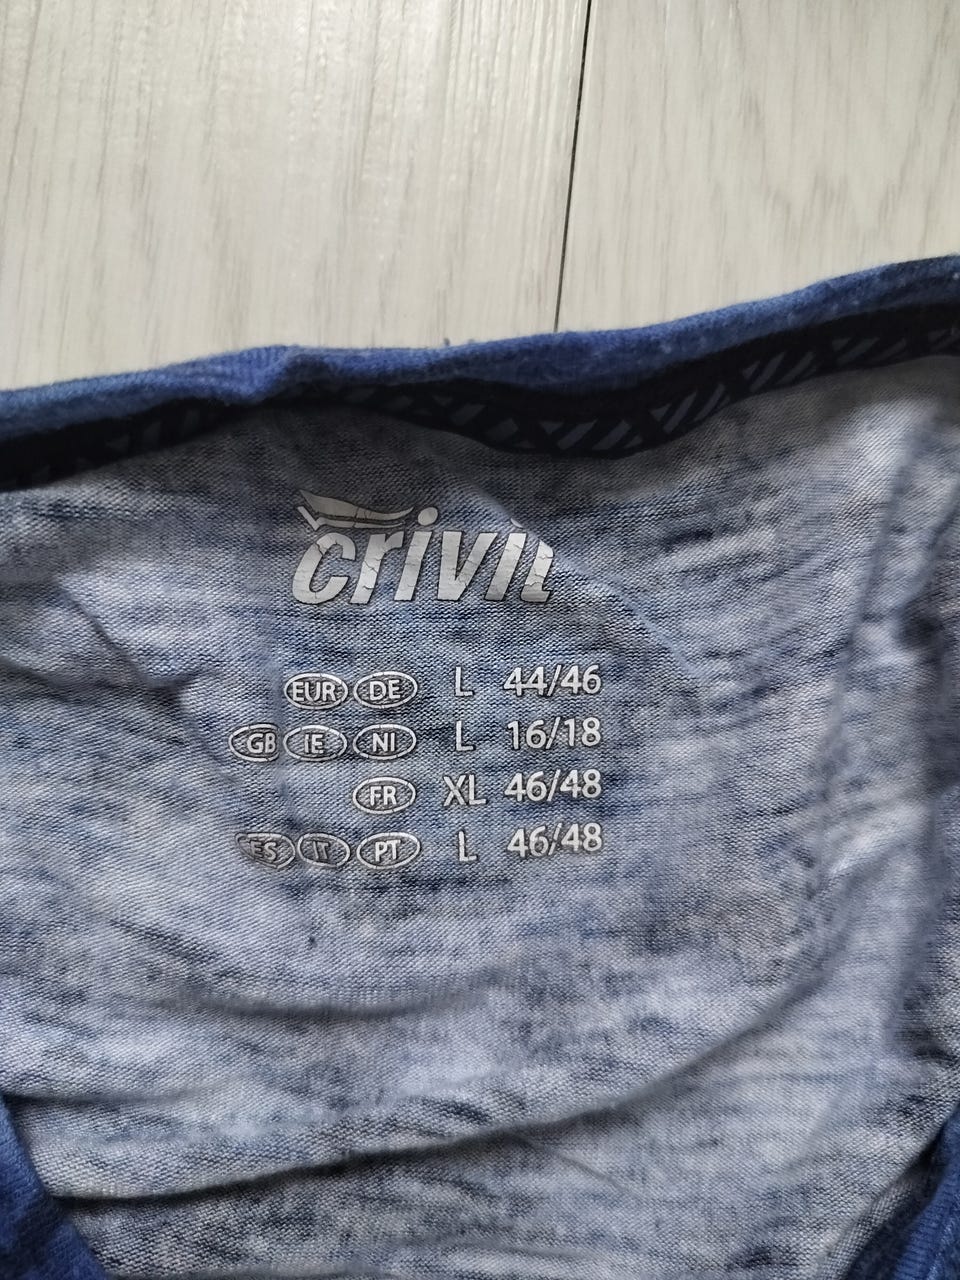 crivit
EUR DE L 44/46
GB IE NI L 16/18
FR XL 46/48
ES IT PT L 46/48